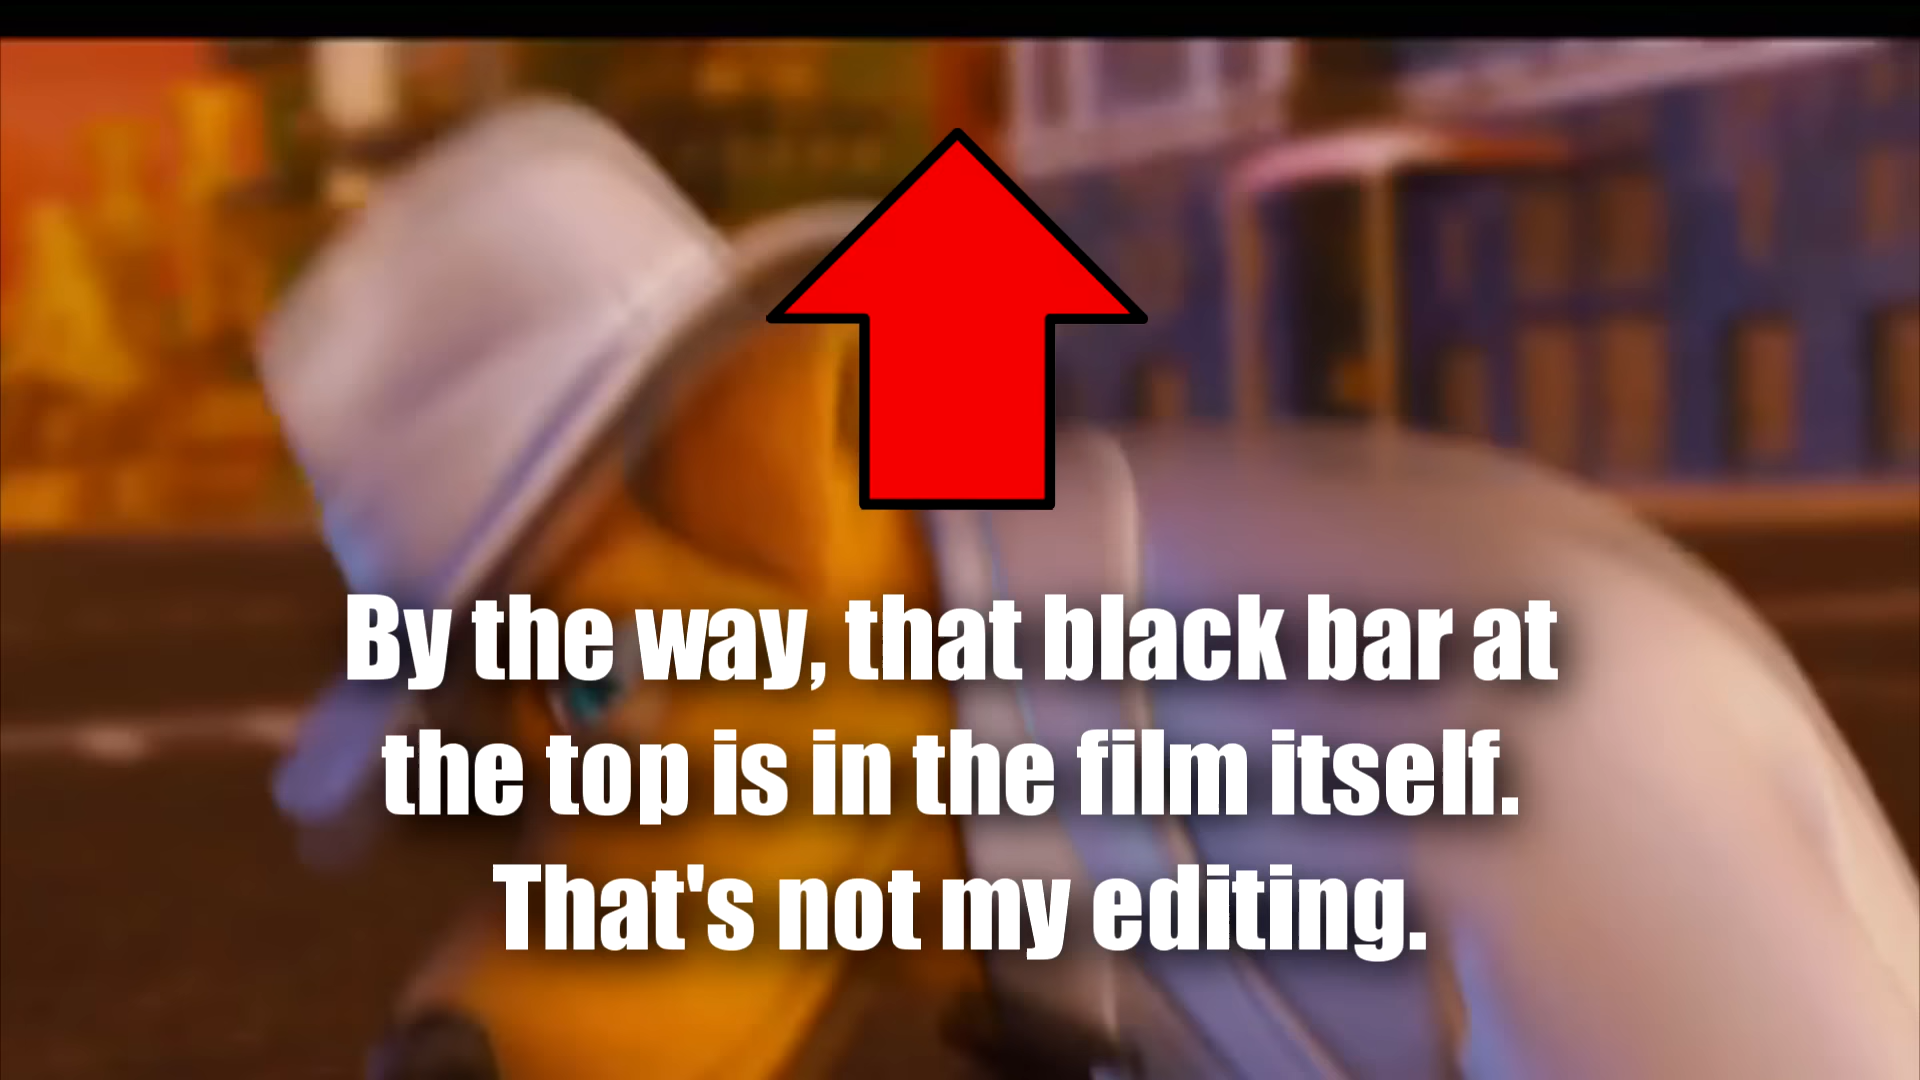 By the way, that black bar at
the top is in the film itself.
That's not my editing.